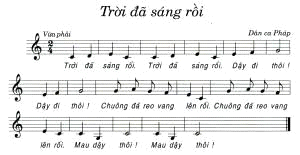 Trời đã sáng rồi
Vừa phải
Dân ca Pháp
2
4
Trời đã sáng rồi. Trời đã sáng rồi. Dậy đi thôi!
Dậy đi thôi! Chuông đã reo vang lên rồi. Chuông đã reo vang
lên rồi. Mau dậy thôi! Mau dậy thôi!